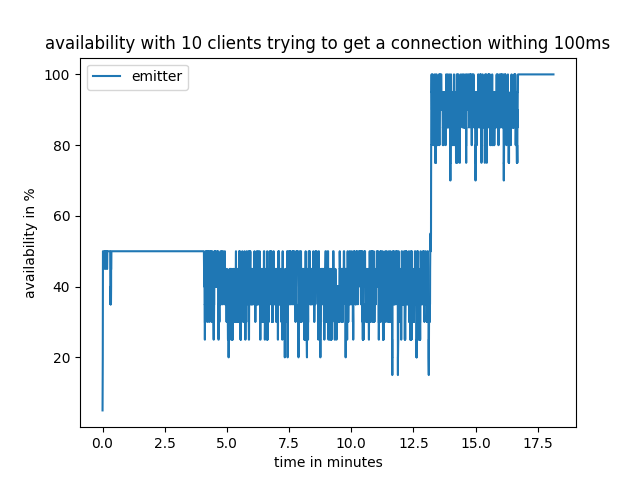 availability with 10 clients trying to get a connection withing 100ms
emitter
availability in %
100
80
60
40
20
0.0 2.5 5.0 7.5 10.0 12.5 15.0 17.5
time in minutes